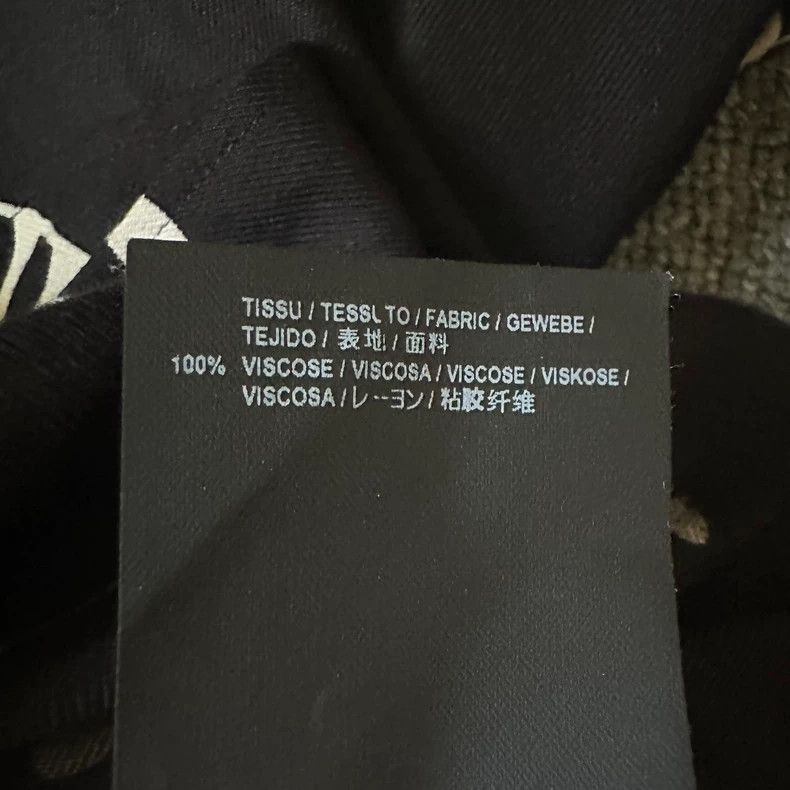 TISSU / TESSUTO / FABRIC / GEWEBE /
TEJIDO / 表地 / 面料
100% VISCOSE / VISCOSA / VISCOSE / VISKOSE /
VISCOSA / レーヨン / 粘胶纤维